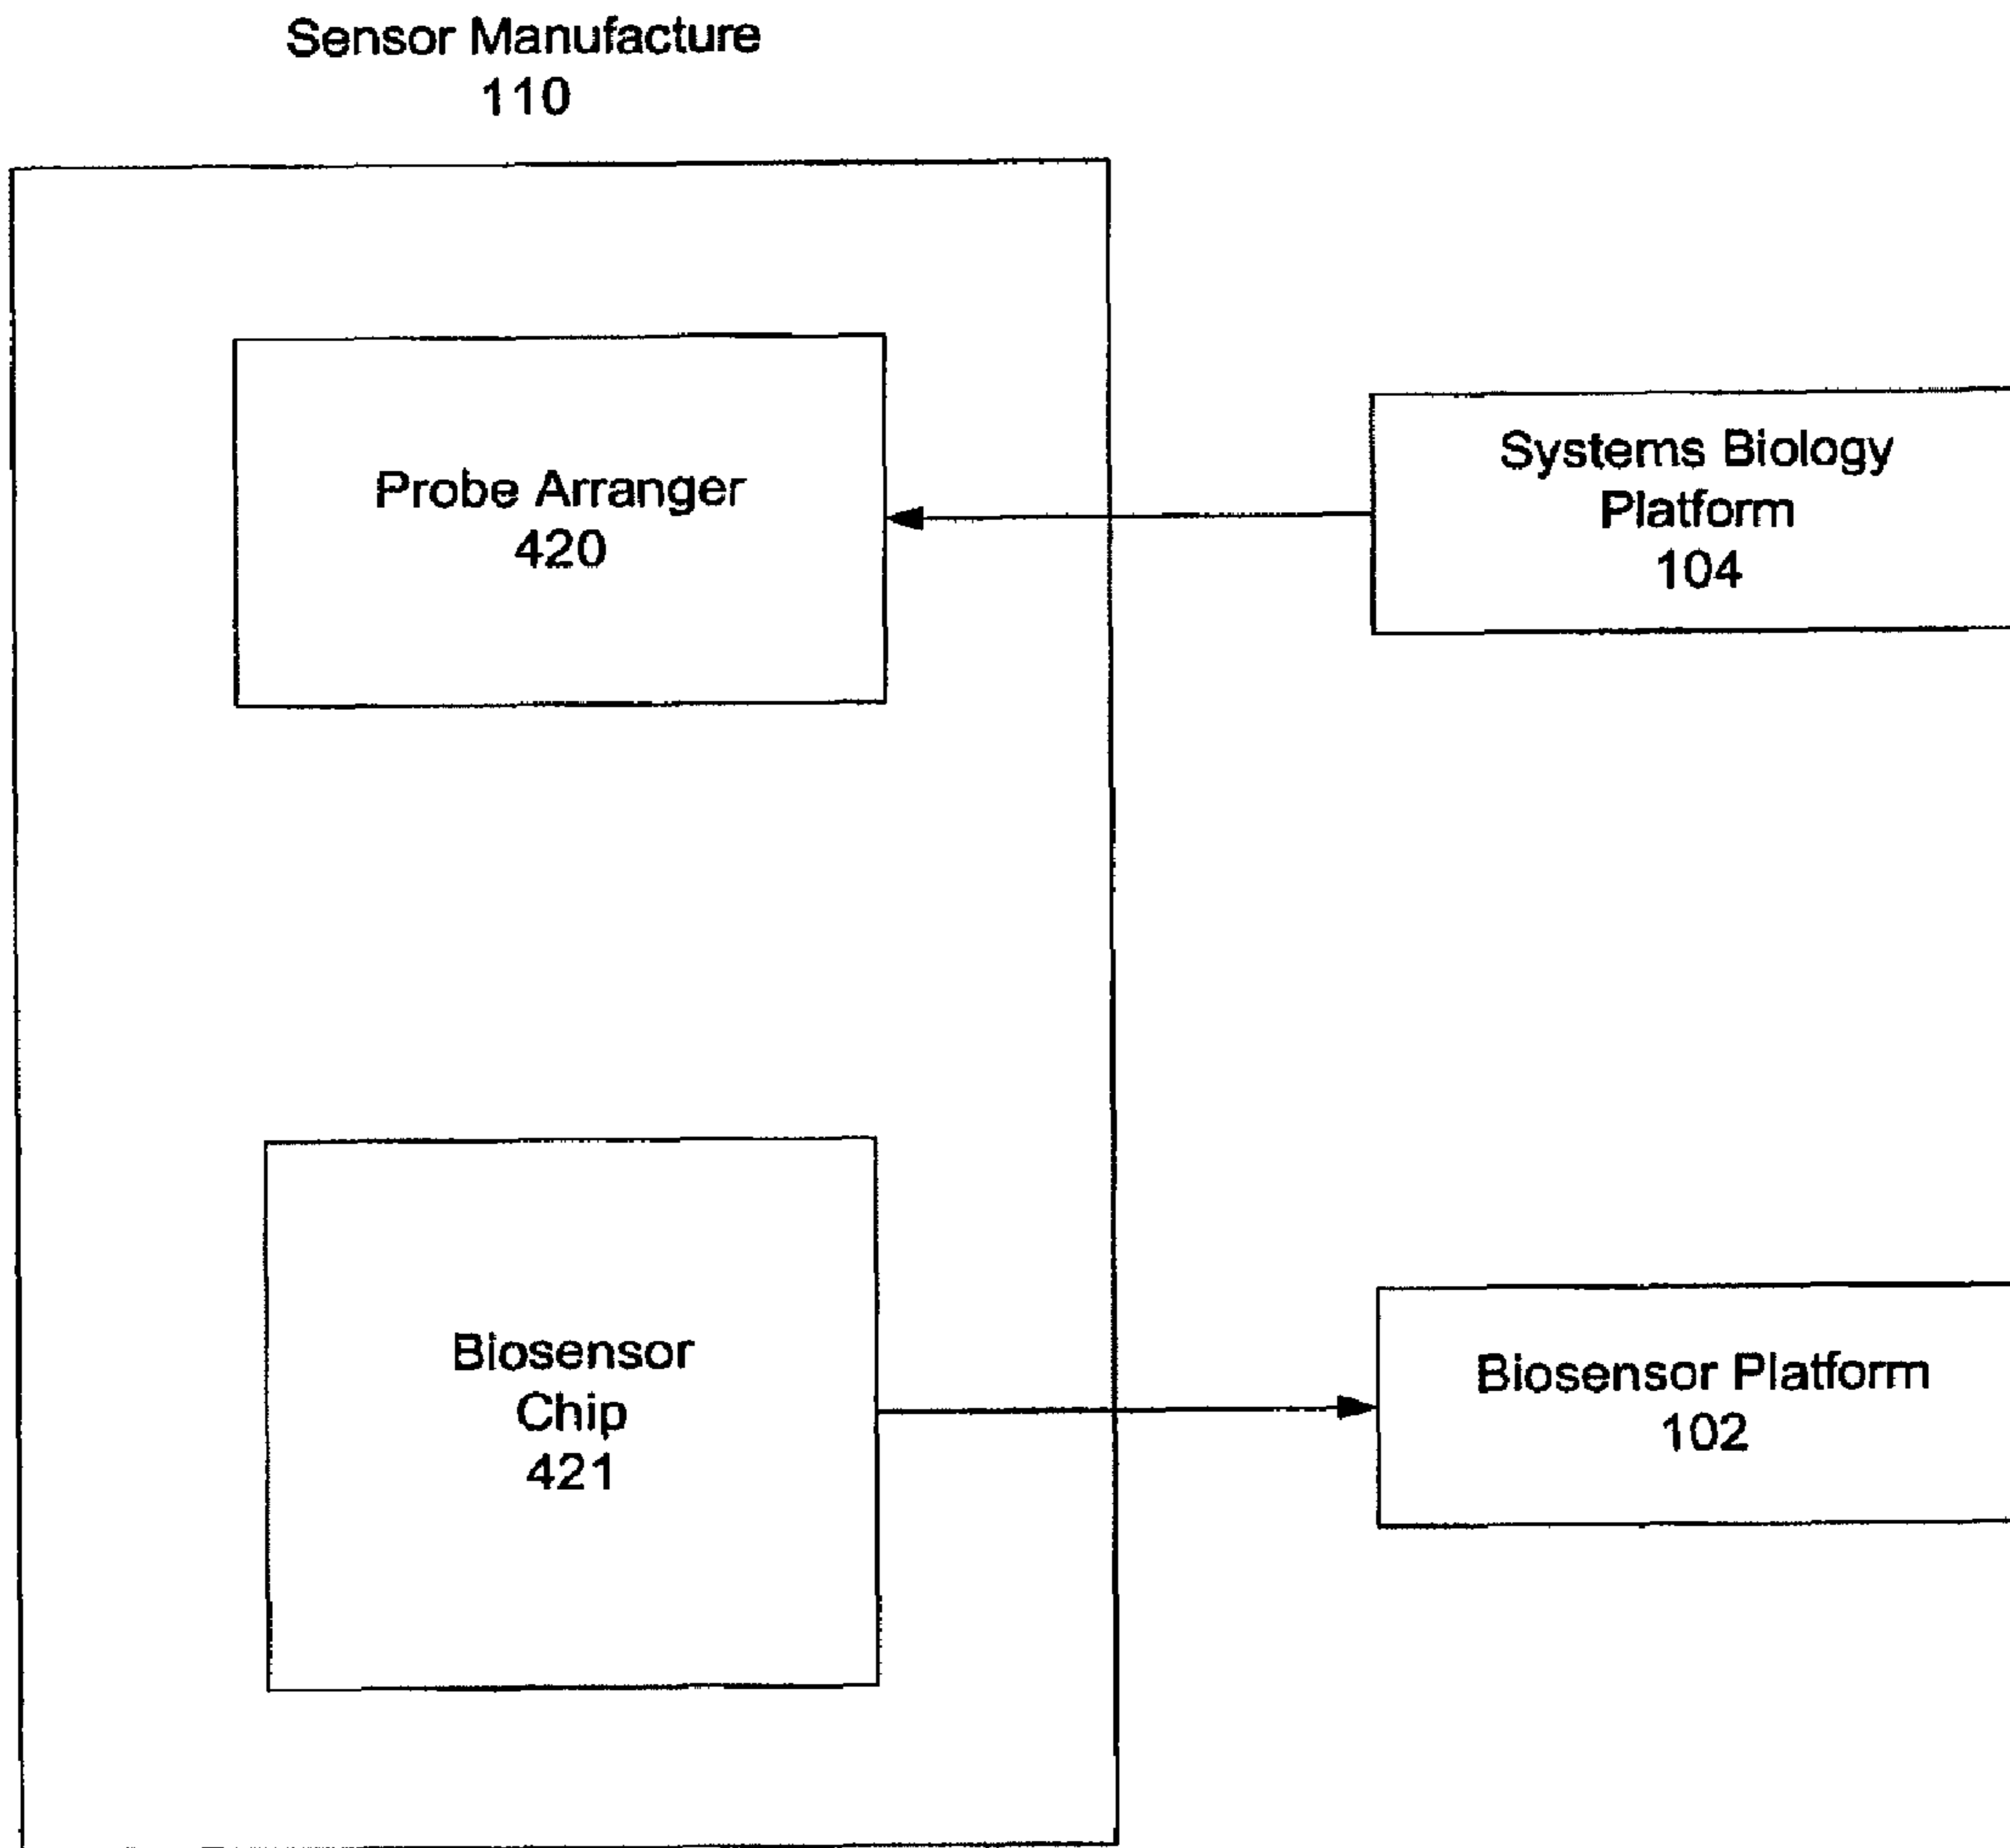 Sensor Manufacture
110
Probe Arranger
420
Systems Biology
Platform
104
Biosensor
Chip
421
Biosensor Platform
102